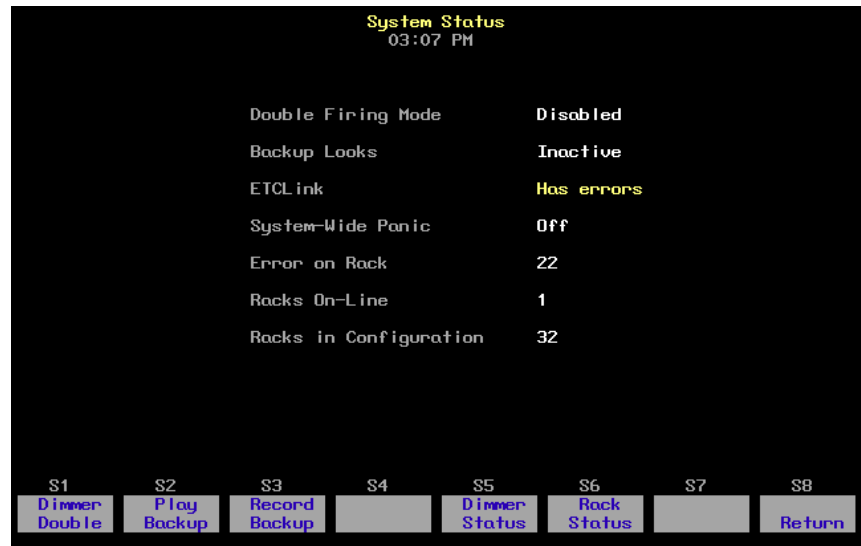 System Status
03:07 PM
Double Firing Mode Disabled
Backup Looks Inactive
ETCLink Has errors
System-Wide Panic Off
Error on Rack 22
Racks On-Line 1
Racks in Configuration 32
S1 S2 S3 S4 S5 S6 S7 S8
Dimmer Play Record Dimmer Rack
Double Backup Backup Status Status Return